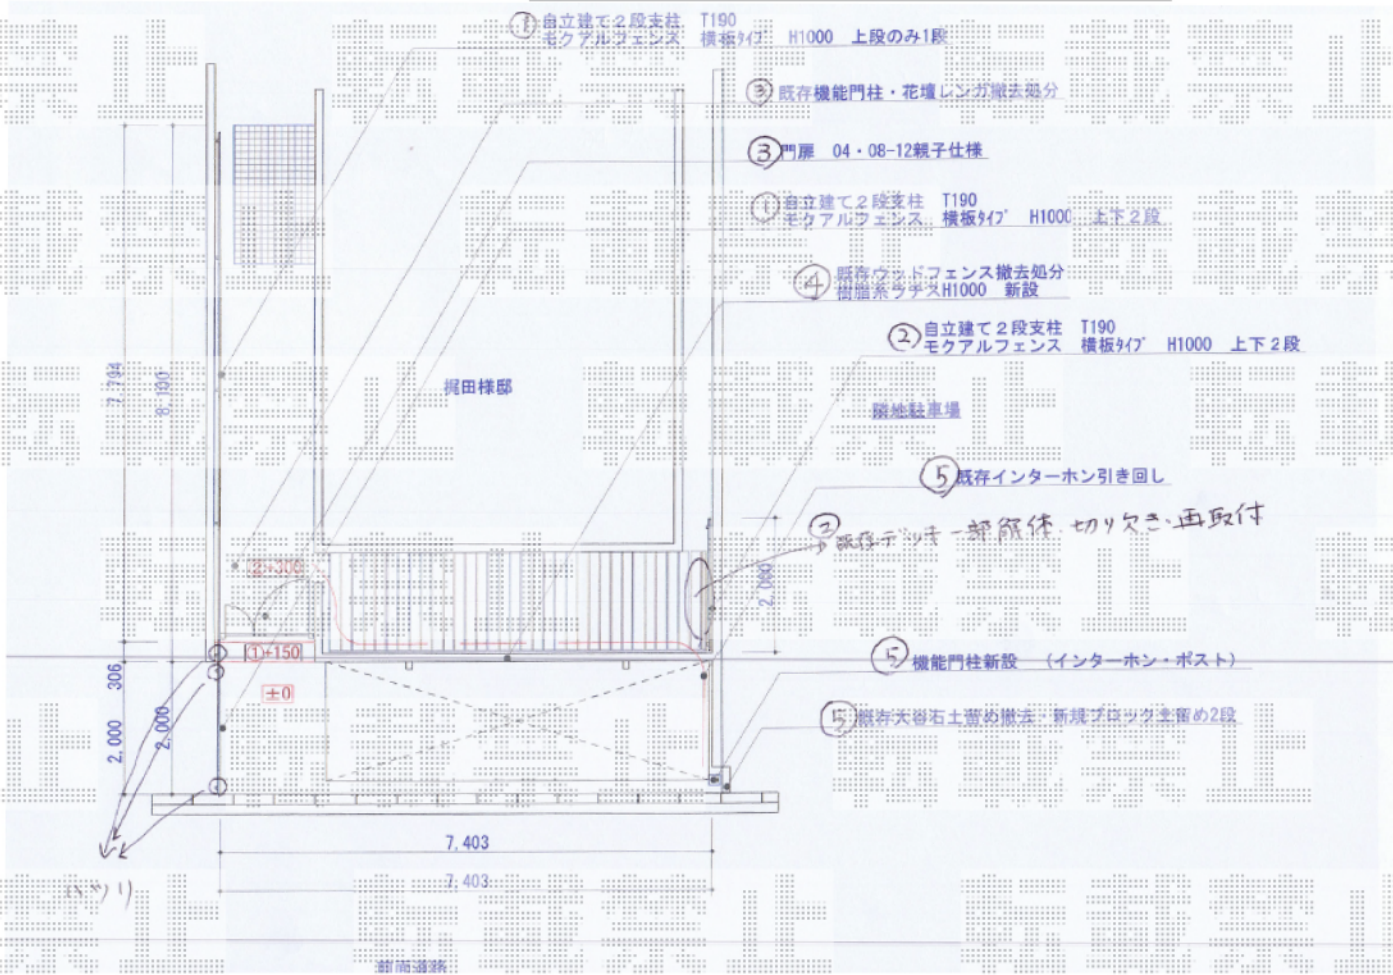 ① 自立建て2段支柱 T190
モクアルフェンス 横板ﾀｲﾌﾟ H1000 上段のみ1段
③ 既存機能門柱・花壇レンガ撤去処分
③ 門扉 04・08-12親子仕様
① 自立建て2段支柱 T190
モクアルフェンス 横板ﾀｲﾌﾟ H1000 上下2段
④ 既存ウッドフェンス撤去処分
樹脂系ラチスH1000 新設
② 自立建て2段支柱 T190
モクアルフェンス 横板ﾀｲﾌﾟ H1000 上下2段
7,794
8,100
梶田様邸
隣地駐車場
⑤ 既存インターホン引き回し
② 既存デッキ一部解体・切り欠き・再取付
②+300
2,000
①+150
±0
306
2,000
2,000
⑤ 機能門柱新設 (インターホン・ポスト)
⑤ 既存大谷石土留め撤去・新規ブロック土留め2段
7,403
7,403
ハツリ
前面道路
転載禁止